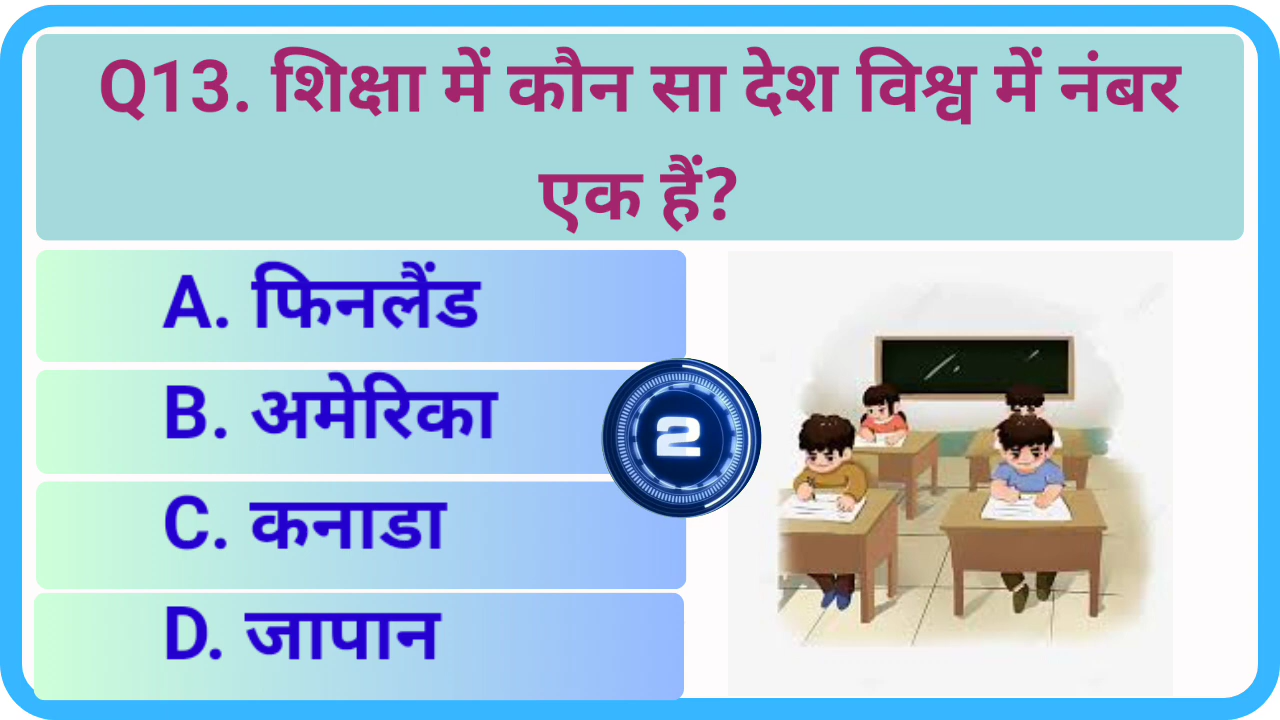 Q13. शिक्षा में कौन सा देश विश्व में नंबर
एक हैं?
A. फिनलैंड
B. अमेरिका
2
C. कनाडा
D. जापान